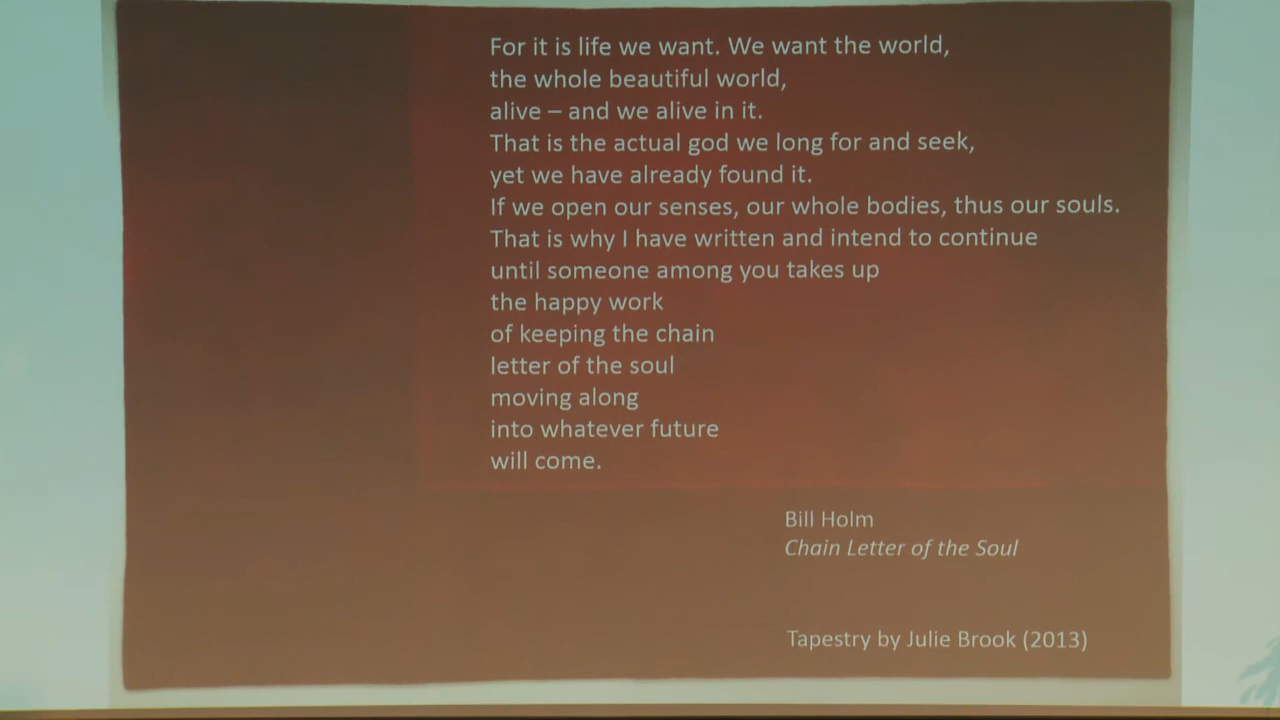 For it is life we want. We want the world,
the whole beautiful world,
alive – and we alive in it.
That is the actual god we long for and seek,
yet we have already found it.
If we open our senses, our whole bodies, thus our souls.
That is why I have written and intend to continue
until someone among you takes up
the happy work
of keeping the chain
letter of the soul
moving along
into whatever future
will come.
Bill Holm
Chain Letter of the Soul
Tapestry by Julie Brook (2013)